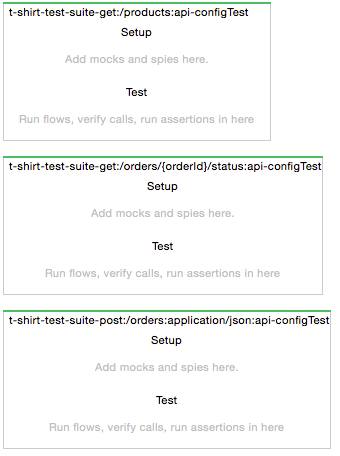 t-shirt-test-suite-get:/products:api-configTest
Setup
Add mocks and spies here.
Test
Run flows, verify calls, run assertions in here
t-shirt-test-suite-get:/orders/{orderId}/status:api-configTest
Setup
Add mocks and spies here.
Test
Run flows, verify calls, run assertions in here
t-shirt-test-suite-post:/orders:application/json:api-configTest
Setup
Add mocks and spies here.
Test
Run flows, verify calls, run assertions in here